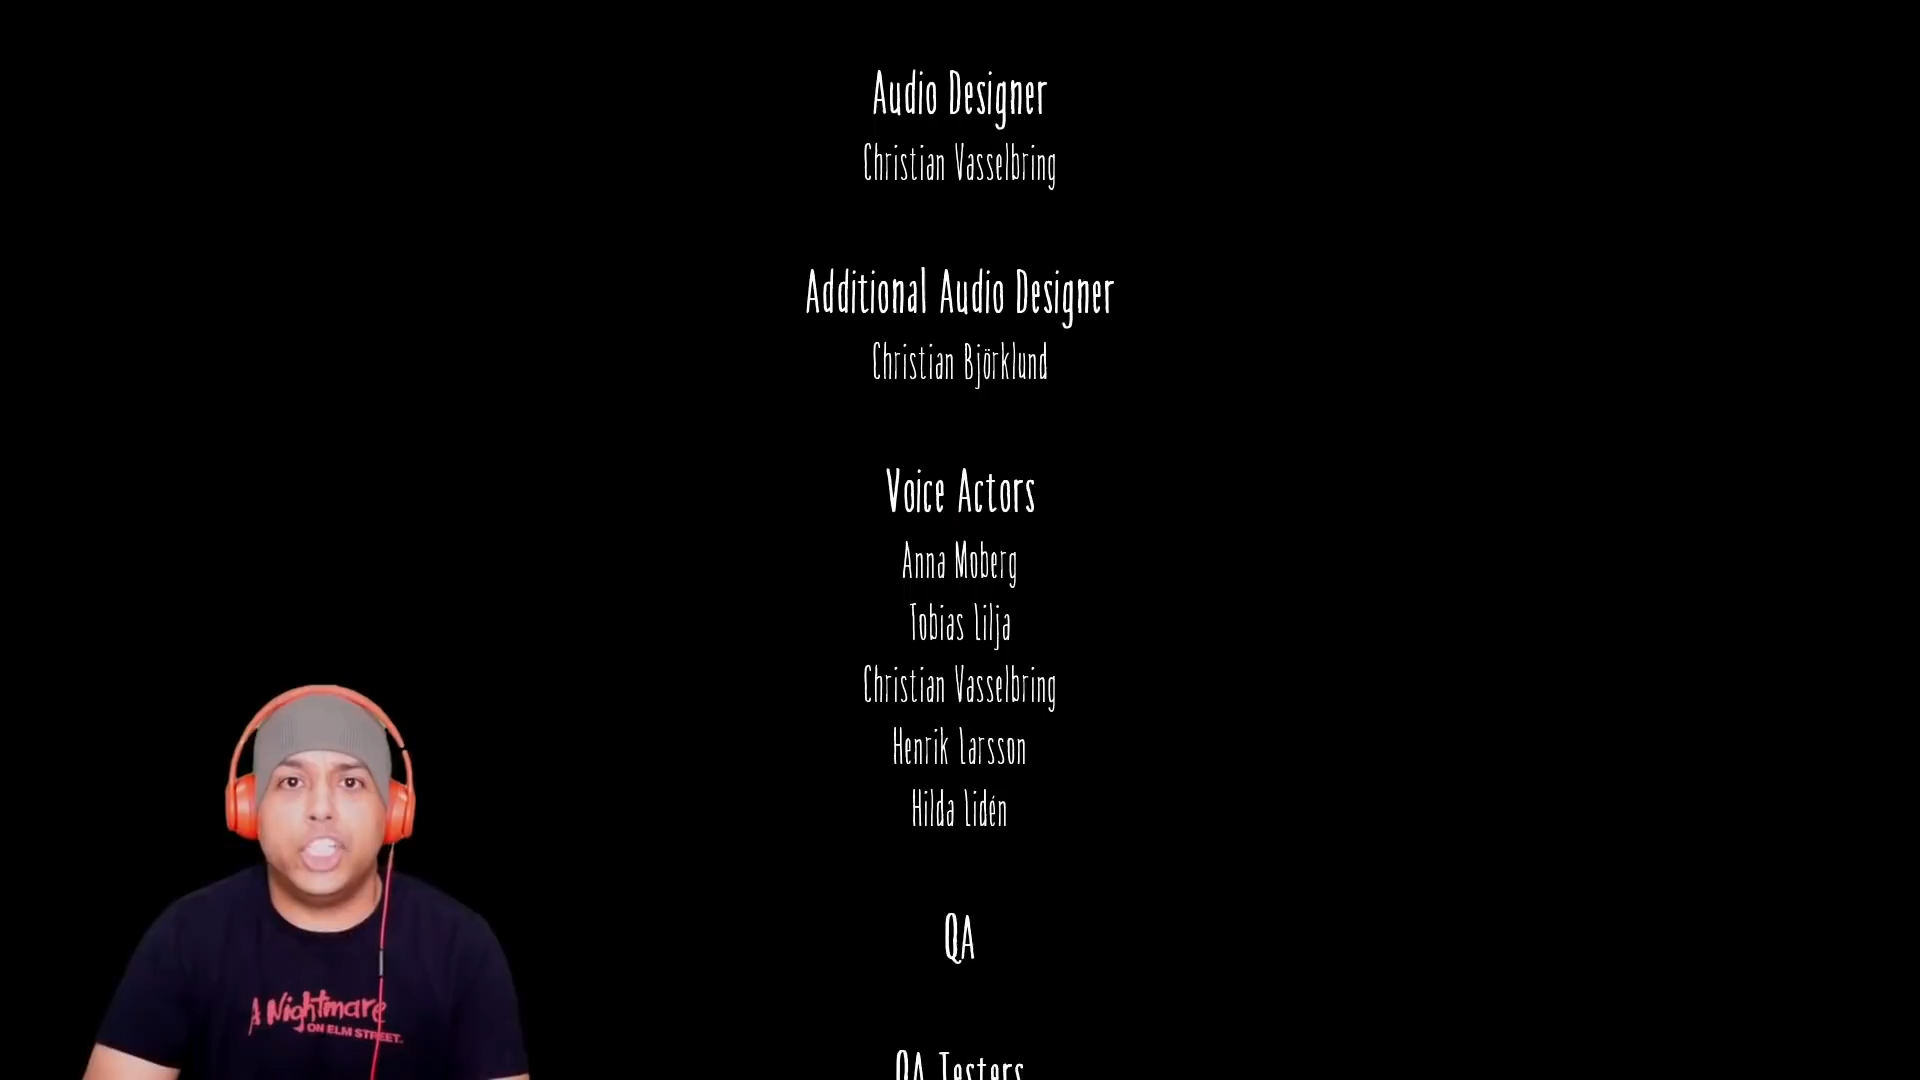 Audio Designer
Christian Vasselbring
Additional Audio Designer
Christian Björklund
Voice Actors
Anna Moberg
Tobias Lilja
Christian Vasselbring
Henrik Larsson
Hilda Lidén
QA
QA Testers
A Nightmare
ON ELM STREET.